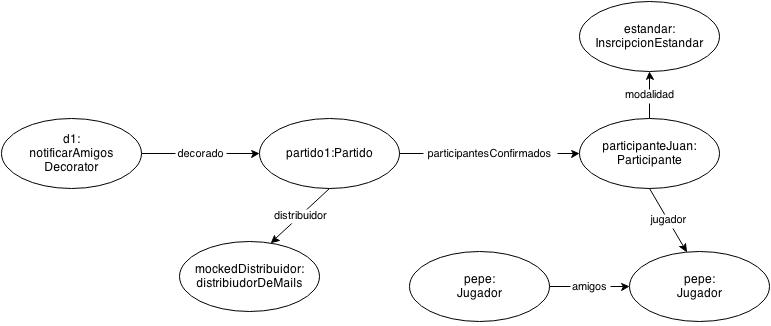 estandar:
InsrcipcionEstandar
modalidad
d1:
notificarAmigos
Decorator
decorado
partido1:Partido
participantesConfirmados
participanteJuan:
Participante
distribuidor
jugador
mockedDistribuidor:
distribiudorDeMails
pepe:
Jugador
amigos
pepe:
Jugador